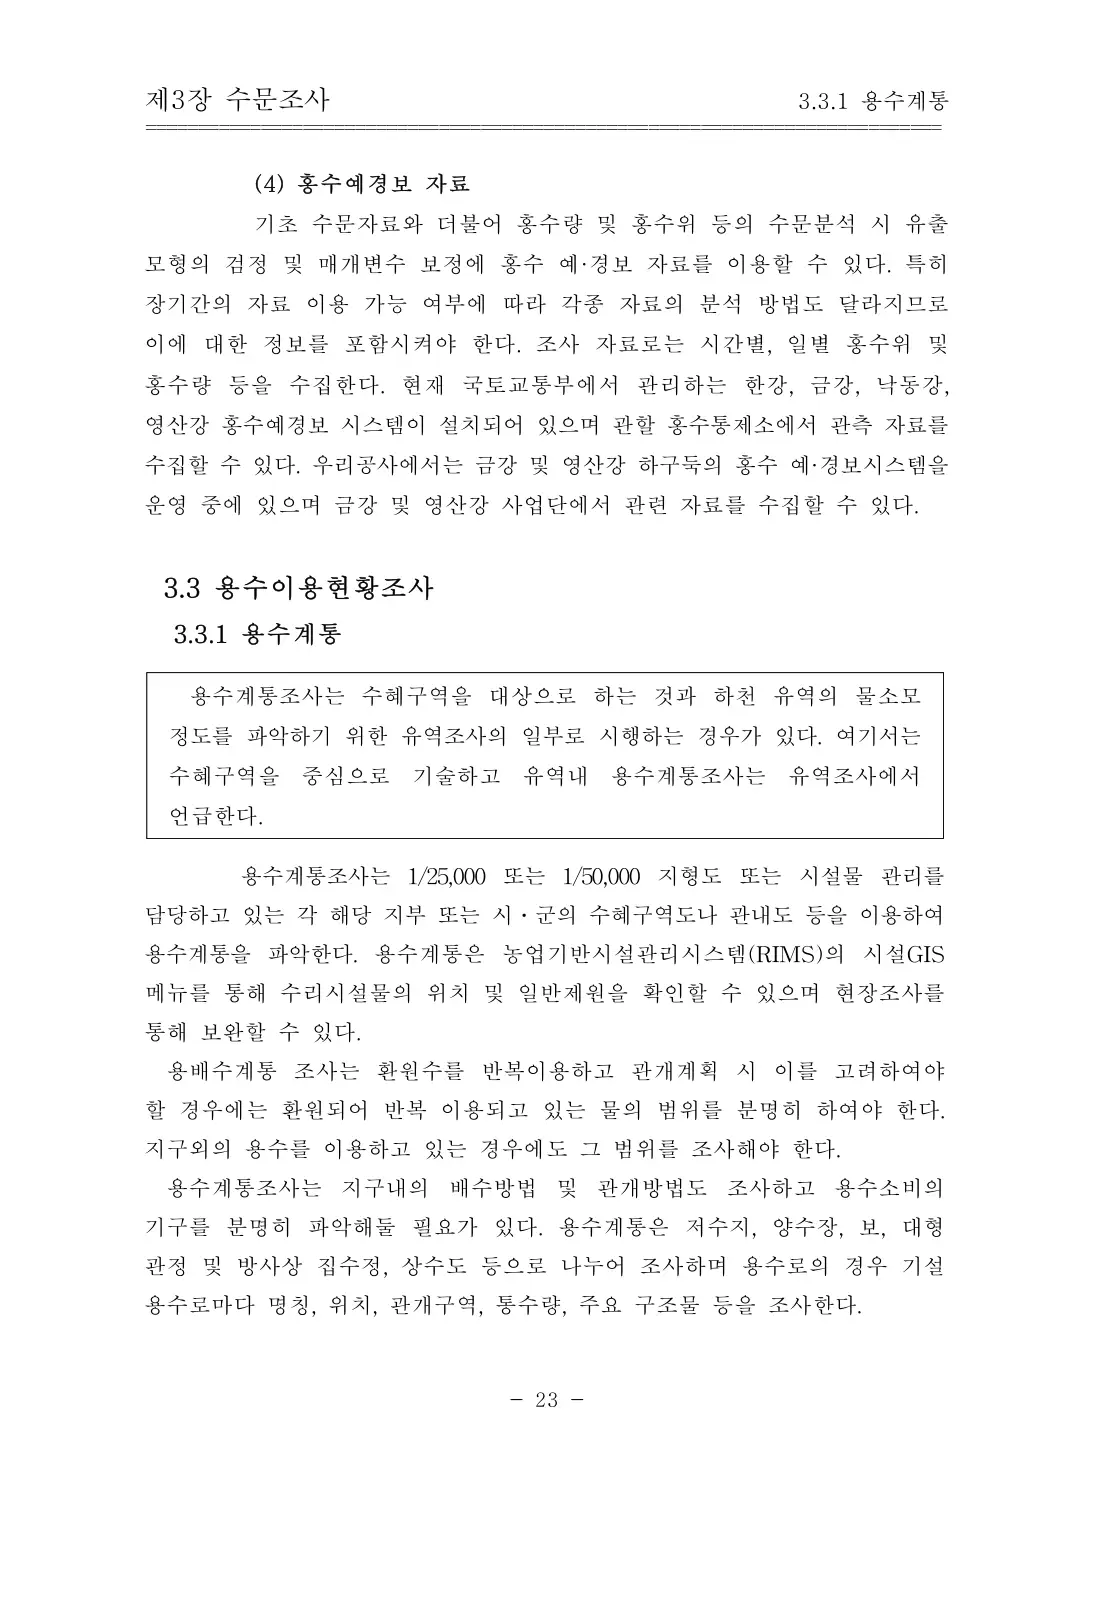 제3장 수문조사 3.3.1 용수계통
(4) 홍수예경보 자료
기초 수문자료와 더불어 홍수량 및 홍수위 등의 수문분석 시 유출
모형의 검정 및 매개변수 보정에 홍수 예·경보 자료를 이용할 수 있다. 특히
장기간의 자료 이용 가능 여부에 따라 각종 자료의 분석 방법도 달라지므로
이에 대한 정보를 포함시켜야 한다. 조사 자료로는 시간별, 일별 홍수위 및
홍수량 등을 수집한다. 현재 국토교통부에서 관리하는 한강, 금강, 낙동강,
영산강 홍수예경보 시스템이 설치되어 있으며 관할 홍수통제소에서 관측 자료를
수집할 수 있다. 우리공사에서는 금강 및 영산강 하구둑의 홍수 예·경보시스템을
운영 중에 있으며 금강 및 영산강 사업단에서 관련 자료를 수집할 수 있다.
3.3 용수이용현황조사
3.3.1 용수계통
용수계통조사는 수혜구역을 대상으로 하는 것과 하천 유역의 물소모
정도를 파악하기 위한 유역조사의 일부로 시행하는 경우가 있다. 여기서는
수혜구역을 중심으로 기술하고 유역내 용수계통조사는 유역조사에서
언급한다.
용수계통조사는 1/25,000 또는 1/50,000 지형도 또는 시설물 관리를
담당하고 있는 각 해당 지부 또는 시·군의 수혜구역도나 관내도 등을 이용하여
용수계통을 파악한다. 용수계통은 농업기반시설관리시스템(RIMS)의 시설GIS
메뉴를 통해 수리시설물의 위치 및 일반제원을 확인할 수 있으며 현장조사를
통해 보완할 수 있다.
용배수계통 조사는 환원수를 반복이용하고 관개계획 시 이를 고려하여야
할 경우에는 환원되어 반복 이용되고 있는 물의 범위를 분명히 하여야 한다.
지구외의 용수를 이용하고 있는 경우에도 그 범위를 조사해야 한다.
용수계통조사는 지구내의 배수방법 및 관개방법도 조사하고 용수소비의
기구를 분명히 파악해둘 필요가 있다. 용수계통은 저수지, 양수장, 보, 대형
관정 및 방사상 집수정, 상수도 등으로 나누어 조사하며 용수로의 경우 기설
용수로마다 명칭, 위치, 관개구역, 통수량, 주요 구조물 등을 조사한다.
- 23 -